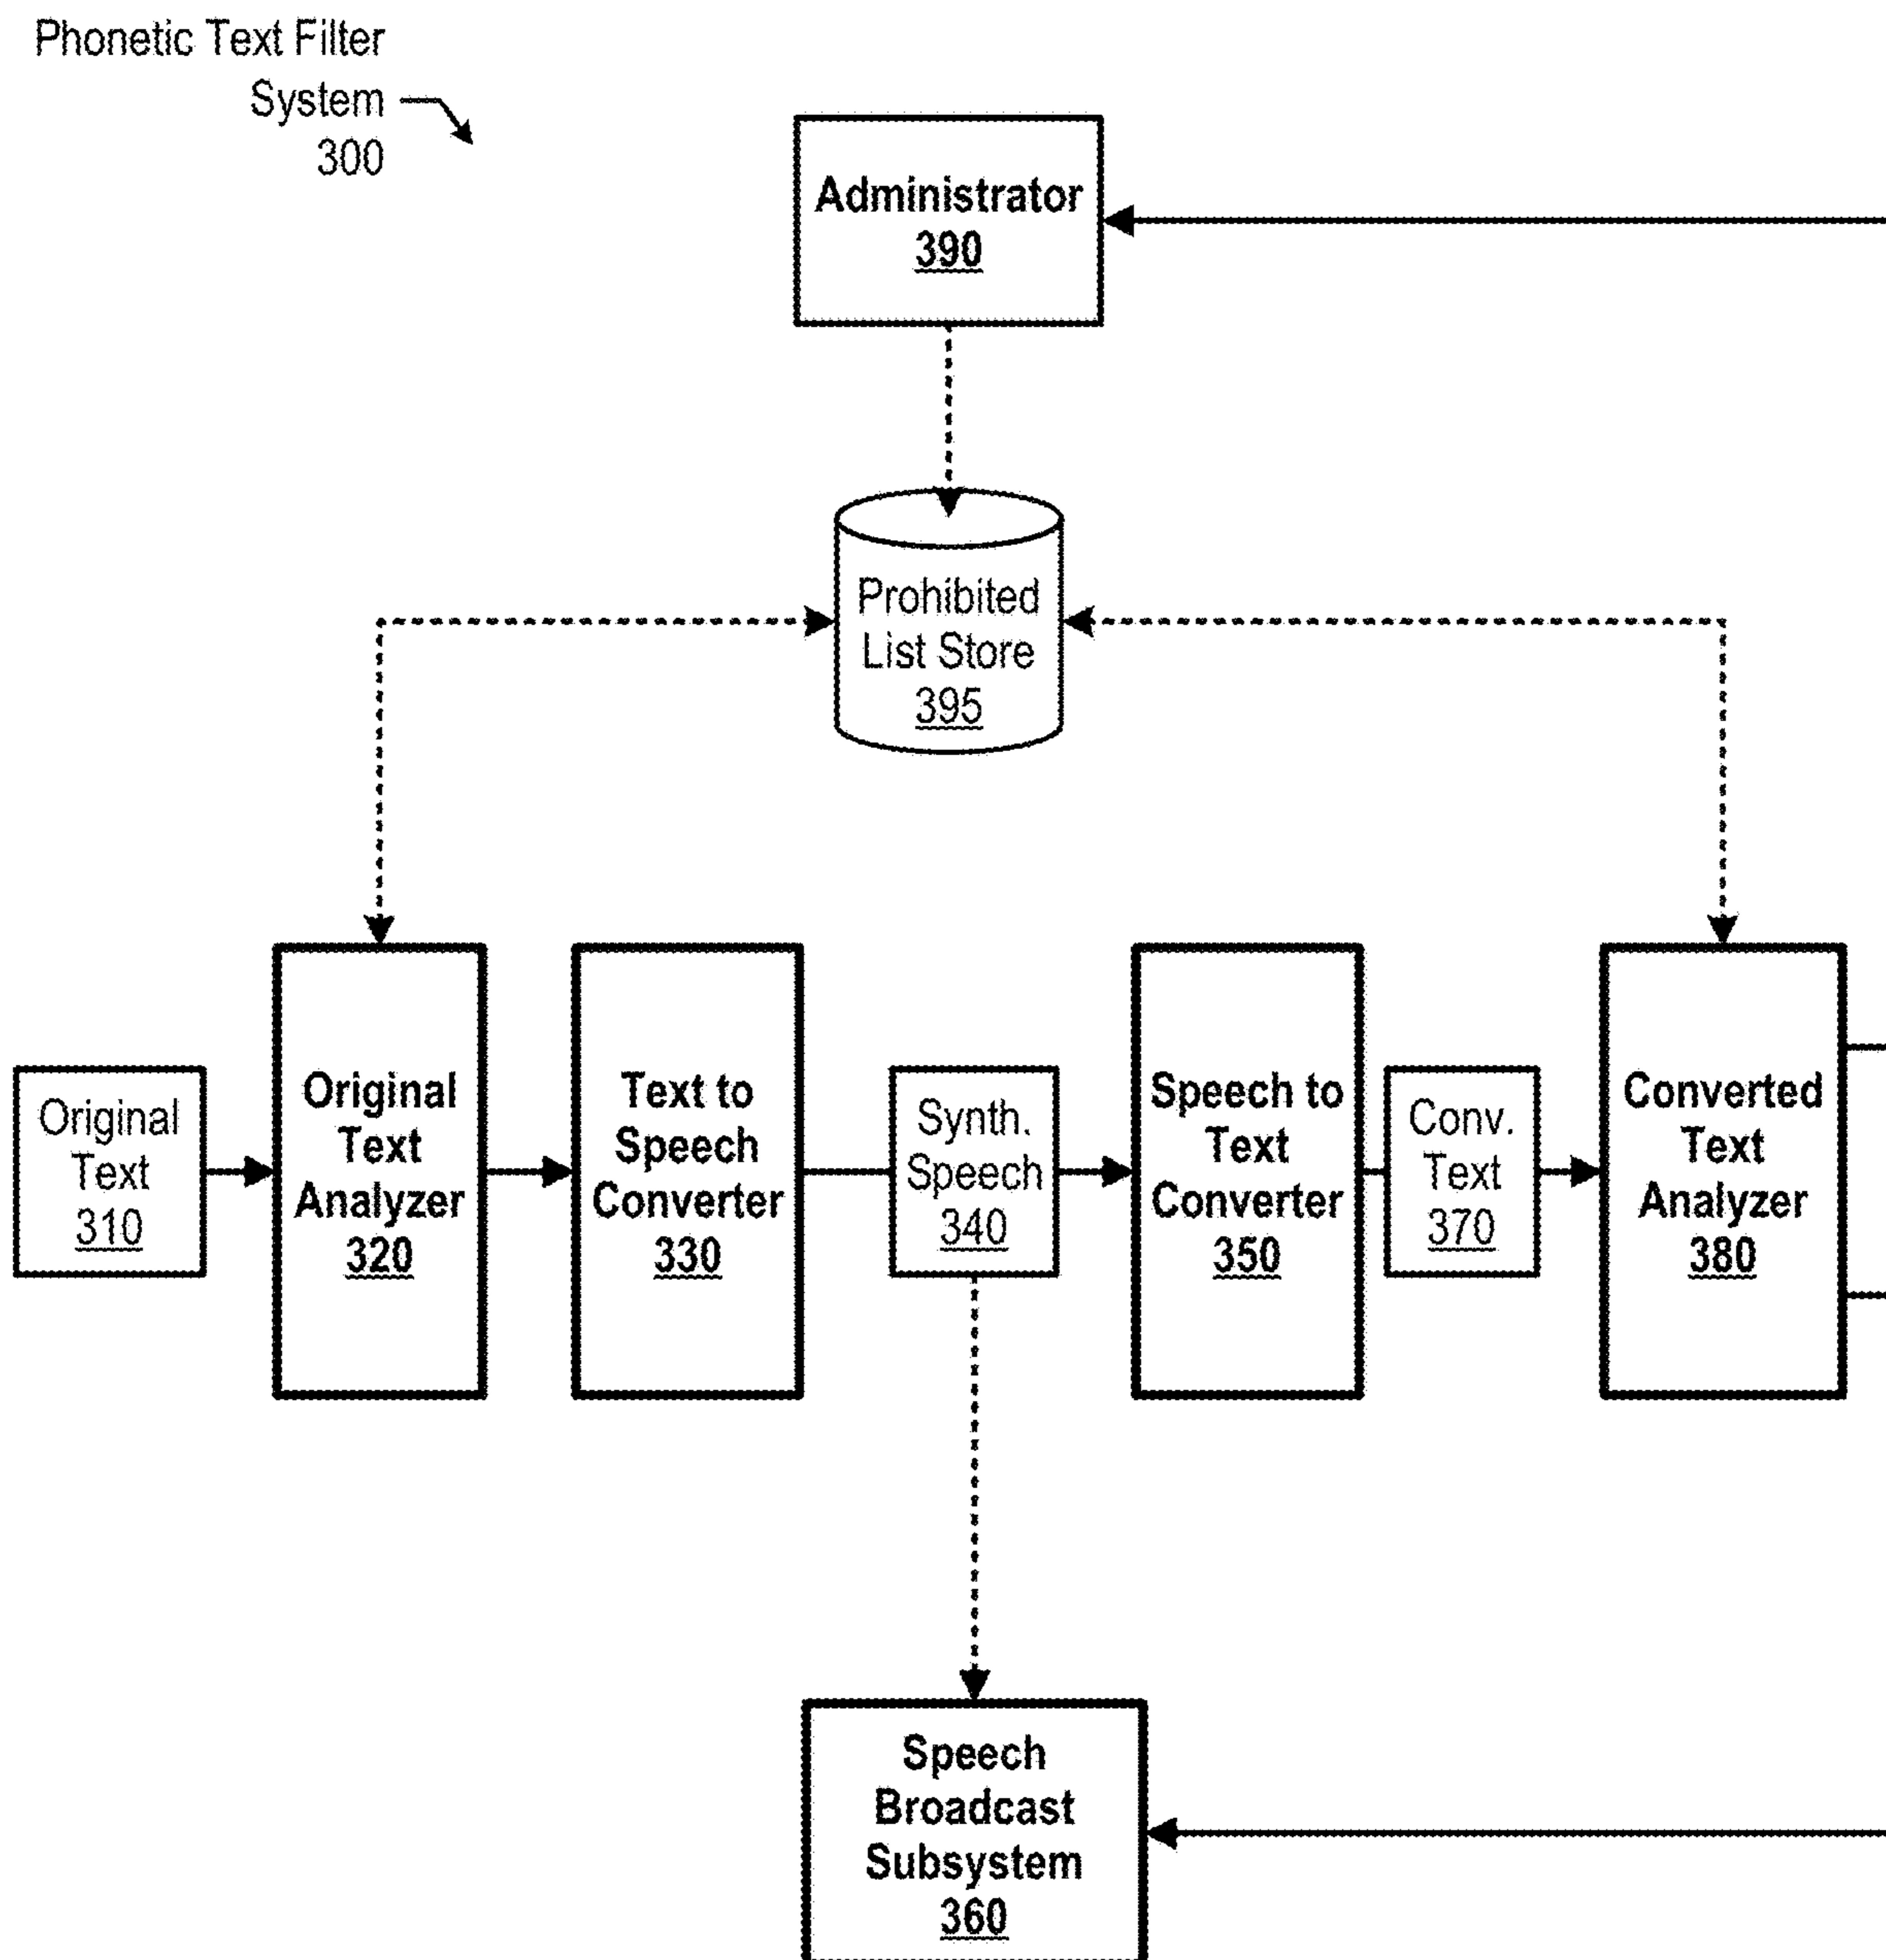 Phonetic Text Filter
System
300
Administrator
390
Prohibited
List Store
395
Original
Text
310
Original
Text
Analyzer
320
Text to
Speech
Converter
330
Synth.
Speech
340
Speech to
Text
Converter
350
Conv.
Text
370
Converted
Text
Analyzer
380
Speech
Broadcast
Subsystem
360